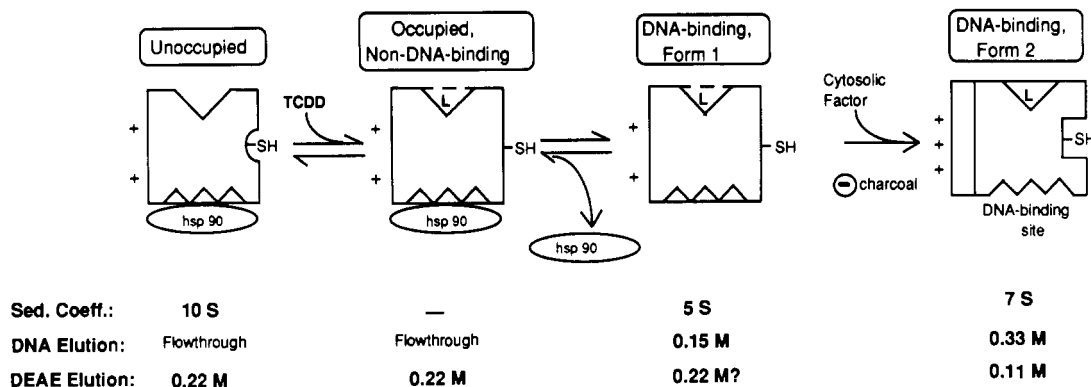 Unoccupied
Occupied,
Non-DNA-binding
DNA-binding,
Form 1
DNA-binding,
Form 2
TCDD
L
L
L
Cytosolic
Factor
+
+
+
+
+
+
+
+
+
-SH
-SH
-SH
-SH
- charcoal
hsp 90
hsp 90
hsp 90
DNA-binding
site
Sed. Coeff.: 10 S — 5 S 7 S
DNA Elution: Flowthrough Flowthrough 0.15 M 0.33 M
DEAE Elution: 0.22 M 0.22 M 0.22 M? 0.11 M